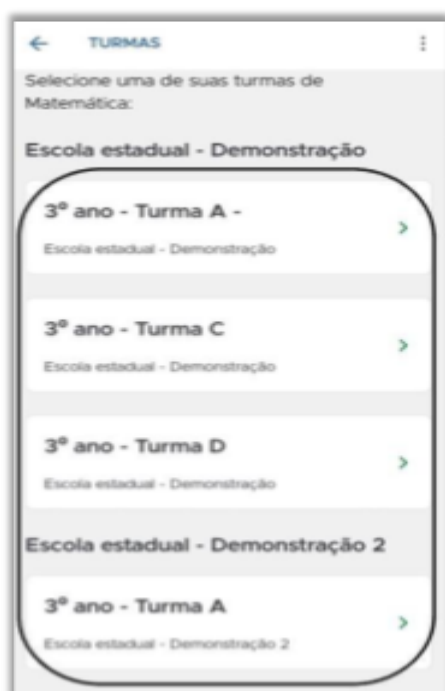 TURMAS
Selecione uma de suas turmas de
Matemática:
Escola estadual - Demonstração
3º ano - Turma A -
Escola estadual - Demonstração
3º ano - Turma C
Escola estadual - Demonstração
3º ano - Turma D
Escola estadual - Demonstração
Escola estadual - Demonstração 2
3º ano - Turma A
Escola estadual - Demonstração 2